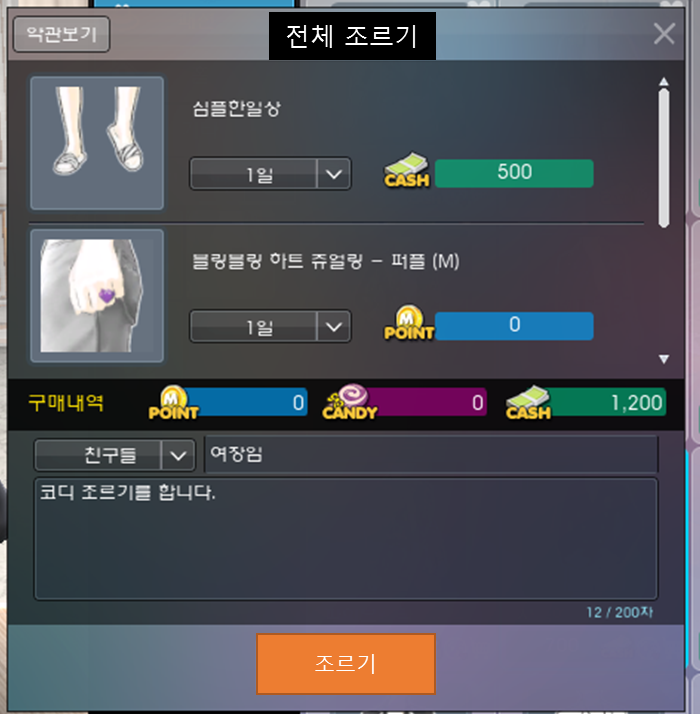 약관보기
전체 조르기
심플한일상
1일
CASH 500
블링블링 하트 쥬얼링 - 퍼플 (M)
1일
M POINT 0
구매내역 M POINT 0 CANDY 0 CASH 1,200
친구들 여장임
코디 조르기를 합니다.
12 / 200자
조르기